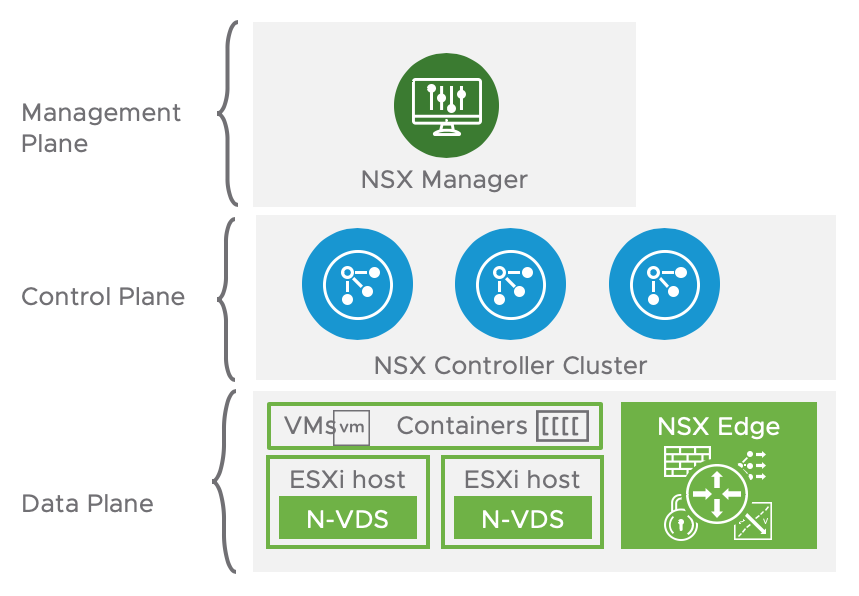 Management
Plane
NSX Manager
Control Plane
NSX Controller Cluster
Data Plane
VMs vm Containers
NSX Edge
ESXi host ESXi host
N-VDS N-VDS